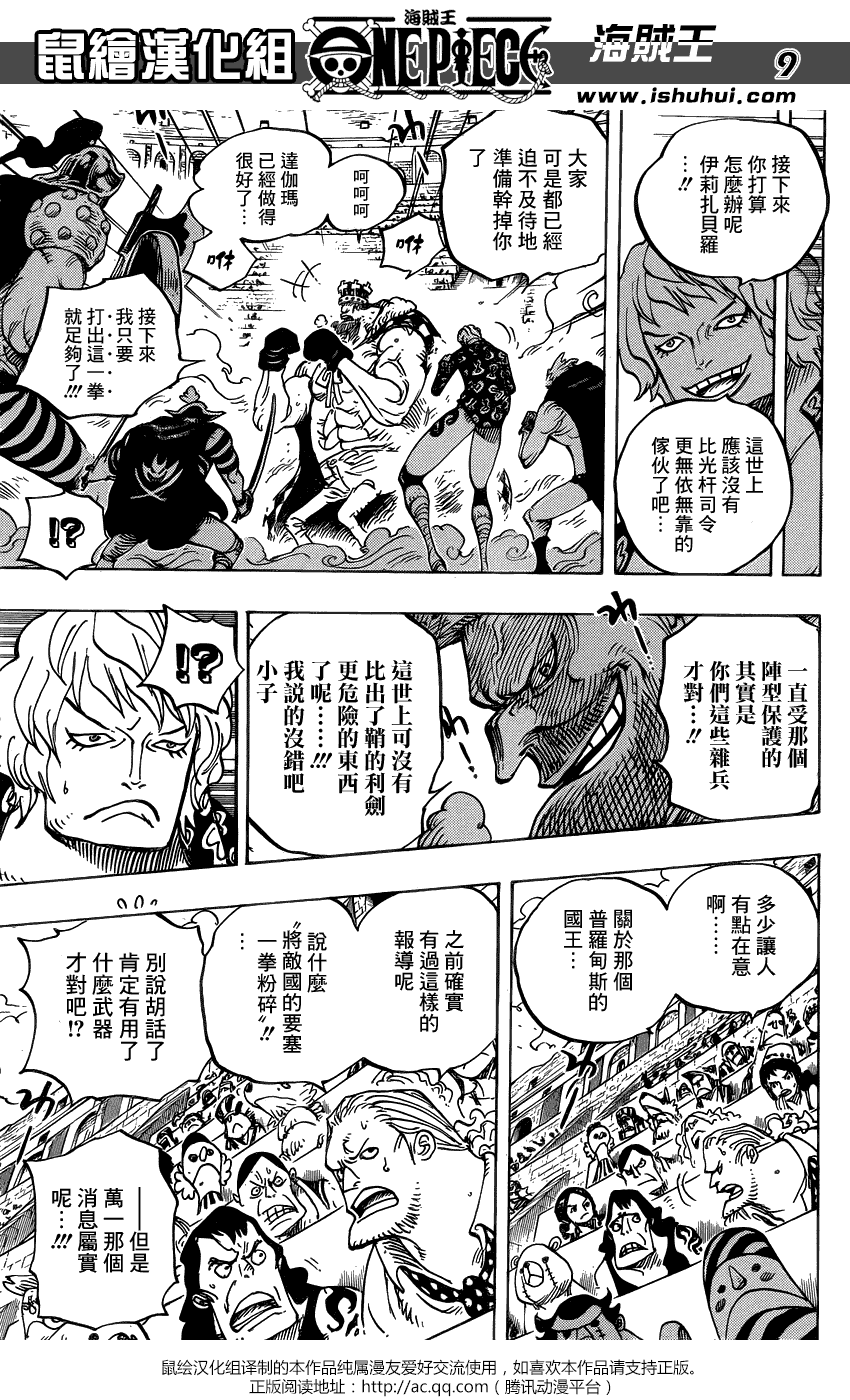 鼠繪漢化組
海賊王
ONE PIECE
海賊王
www.ishuhui.com
9
接下來
你打算
怎麼辦呢
伊莉扎貝羅
…!!
這世上
應該沒有
比光杆司令
更無依無靠的
傢伙了吧…
大家
可是都已經
迫不及待地
準備幹掉你
了
呵呵呵
達伽瑪
已經做得
很好了…
咋
咋
接下來
我只要
打出這一拳
就足夠了!!!
!?
一直受那個
陣型保護的
其實是
你們這些雜兵
才對…!!
這世上可沒有
比出了鞘的利劍
更危險的東西
了呢……!!!
我説的沒錯吧
小子
!?
多少讓人
有點在意
啊……
關於那個
普羅甸斯的
國王…
之前確實
有過這樣的
報導呢
說什麼
“將敵國的要塞
一拳粉碎”!!
…
別說胡話了
肯定有用了
什麼武器
才對吧!?
——但是
萬一那個
消息屬實
呢…!!!
鼠绘汉化组译制的本作品纯属漫友爱好交流使用，如喜欢本作品请支持正版。
正版阅读地址：http://ac.qq.com（腾讯动漫平台）